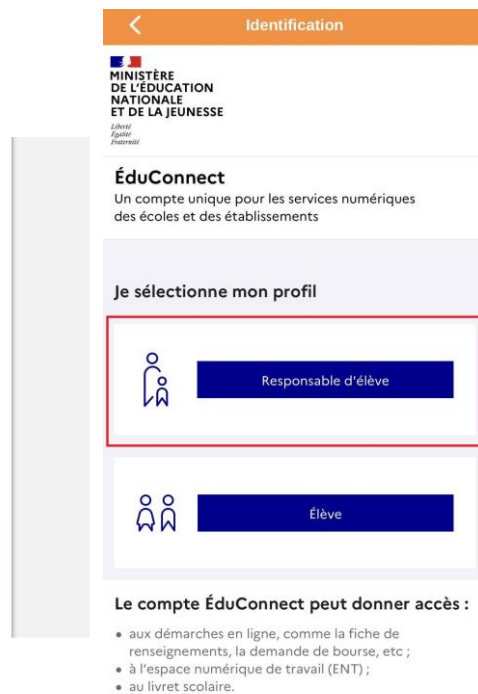 Identification
MINISTÈRE
DE L'ÉDUCATION
NATIONALE
ET DE LA JEUNESSE
Liberté
Égalité
Fraternité
ÉduConnect
Un compte unique pour les services numériques
des écoles et des établissements
Je sélectionne mon profil
Responsable d'élève
Élève
Le compte ÉduConnect peut donner accès :
• aux démarches en ligne, comme la fiche de
renseignements, la demande de bourse, etc ;
• à l'espace numérique de travail (ENT) ;
• au livret scolaire.